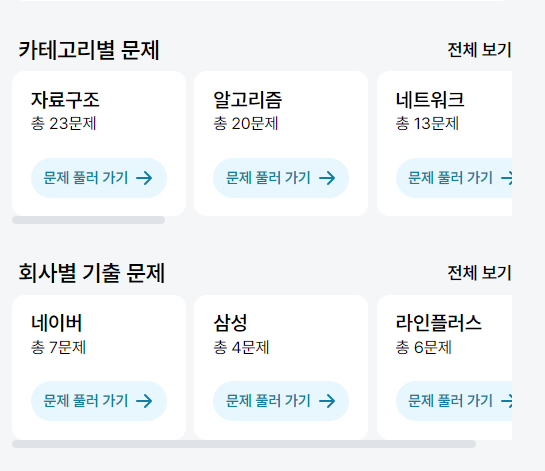 카테고리별 문제 전체 보기
자료구조 알고리즘 네트워크
총 23문제 총 20문제 총 13문제
문제 풀러 가기 → 문제 풀러 가기 → 문제 풀러 가기 →
회사별 기출 문제 전체 보기
네이버 삼성 라인플러스
총 7문제 총 4문제 총 6문제
문제 풀러 가기 → 문제 풀러 가기 → 문제 풀러 가기 →